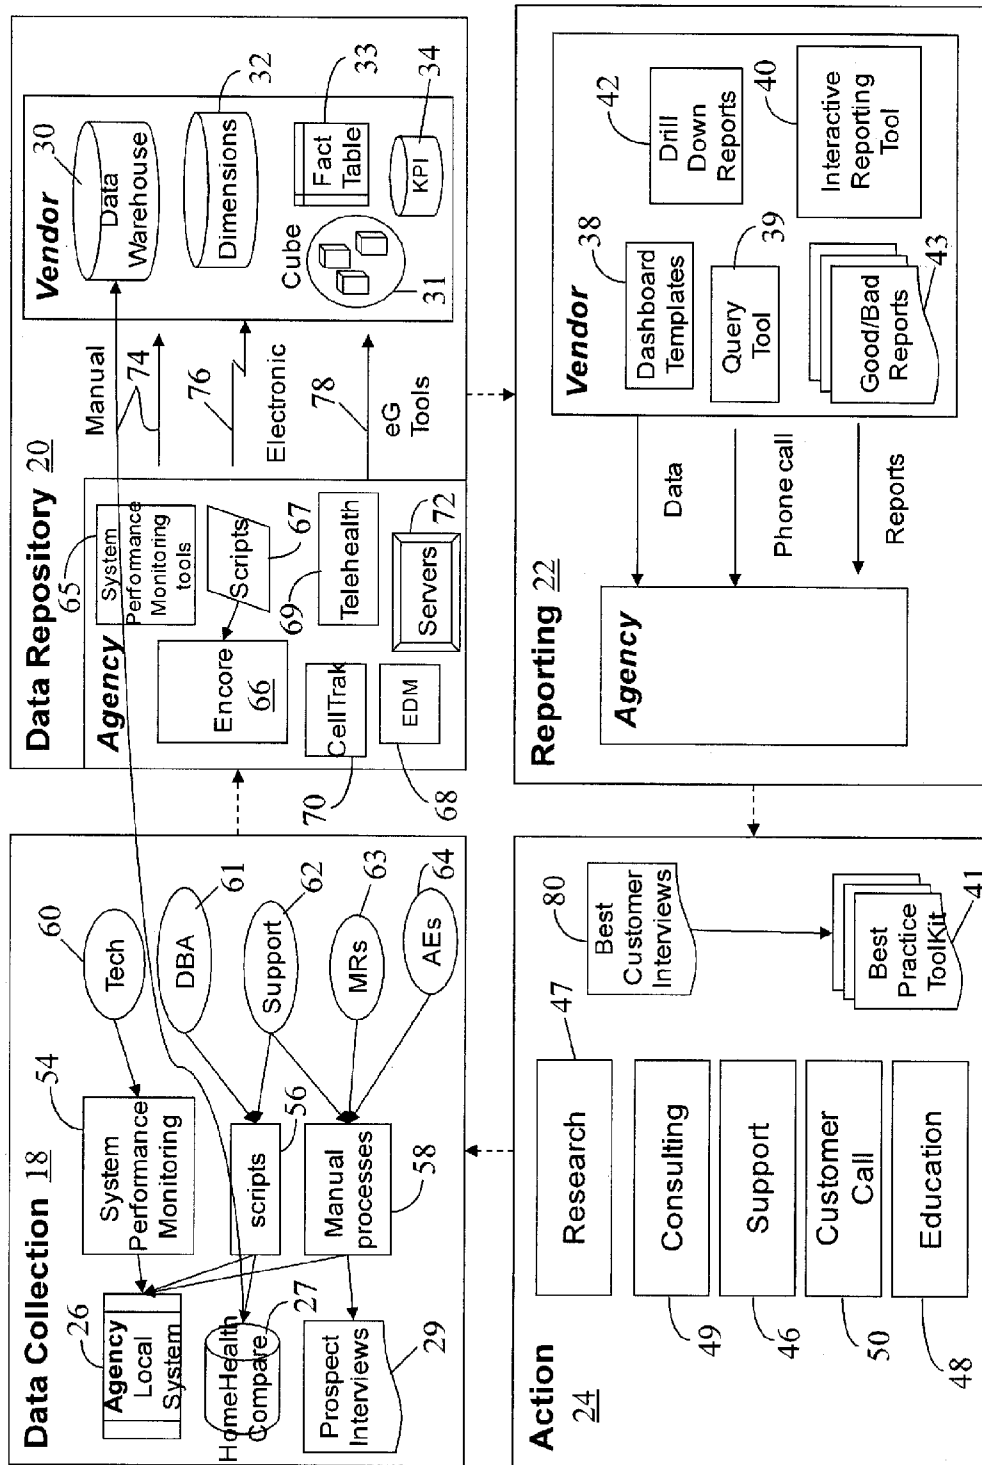 Data Collection 18
26
Agency
Local
System
54
System
Performance
Monitoring
60
Tech
HomeHealth
Compare
27
scripts
56
DBA
61
Support
62
Prospect
Interviews
29
Manual
processes
58
MRs
63
AEs
64
Data Repository 20
Agency
65
System
Performance
Monitoring
tools
Encore
66
Scripts
67
CellTrak
70
69
Telehealth
EDM
68
Servers
72
Manual
74
76
Electronic
78
eG
Tools
Vendor
30
Data
Warehouse
Dimensions
32
Cube
31
Fact
Table
33
KPI
34
Action
24
Research
47
Best
Customer
Interviews
80
Consulting
49
Support
46
Customer
Call
50
Best
Practice
ToolKit
41
Education
48
Reporting 22
Agency
Data
Phone call
Reports
Vendor
38
Dashboard
Templates
42
Drill
Down
Reports
Query
Tool
39
Interactive
Reporting
Tool
40
Good/Bad
Reports
43